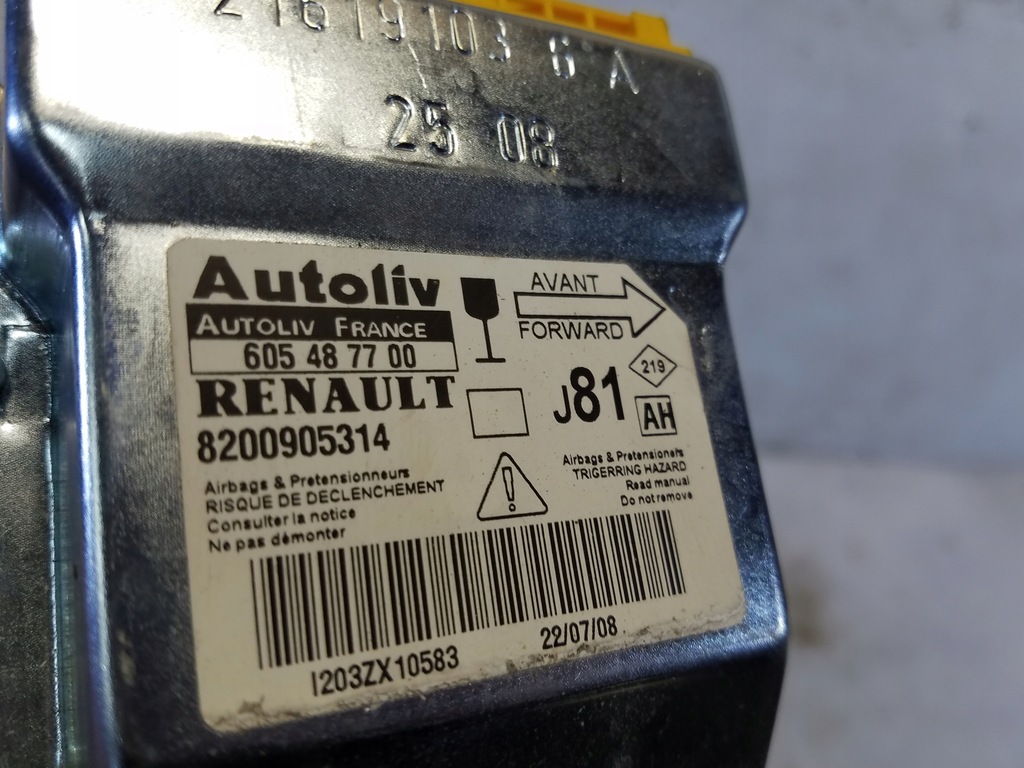 21619103 6 A
25 08
Autoliv
AUTOLIV FRANCE
605 48 77 00
RENAULT
8200905314
AVANT
FORWARD
J81
219
AH
Airbags & Pretensionneurs
RISQUE DE DECLENCHEMENT
Consulter la notice
Ne pas démonter
Airbags & Pretensioners
TRIGERRING HAZARD
Read manual
Do not remove
I203ZX10583
22/07/08